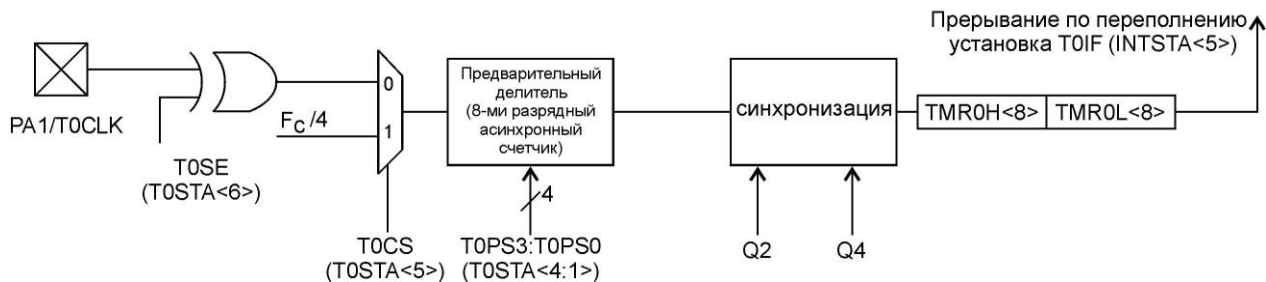 Прерывание по переполнению
установка T0IF (INTSTA<5>)
PA1/T0CLK
T0SE
(T0STA<6>)
FC /4
0
1
T0CS
(T0STA<5>)
Предварительный
делитель
(8-ми разрядный
асинхронный
счетчик)
4
T0PS3:T0PS0
(T0STA<4:1>)
синхронизация
Q2
Q4
TMR0H<8>
TMR0L<8>